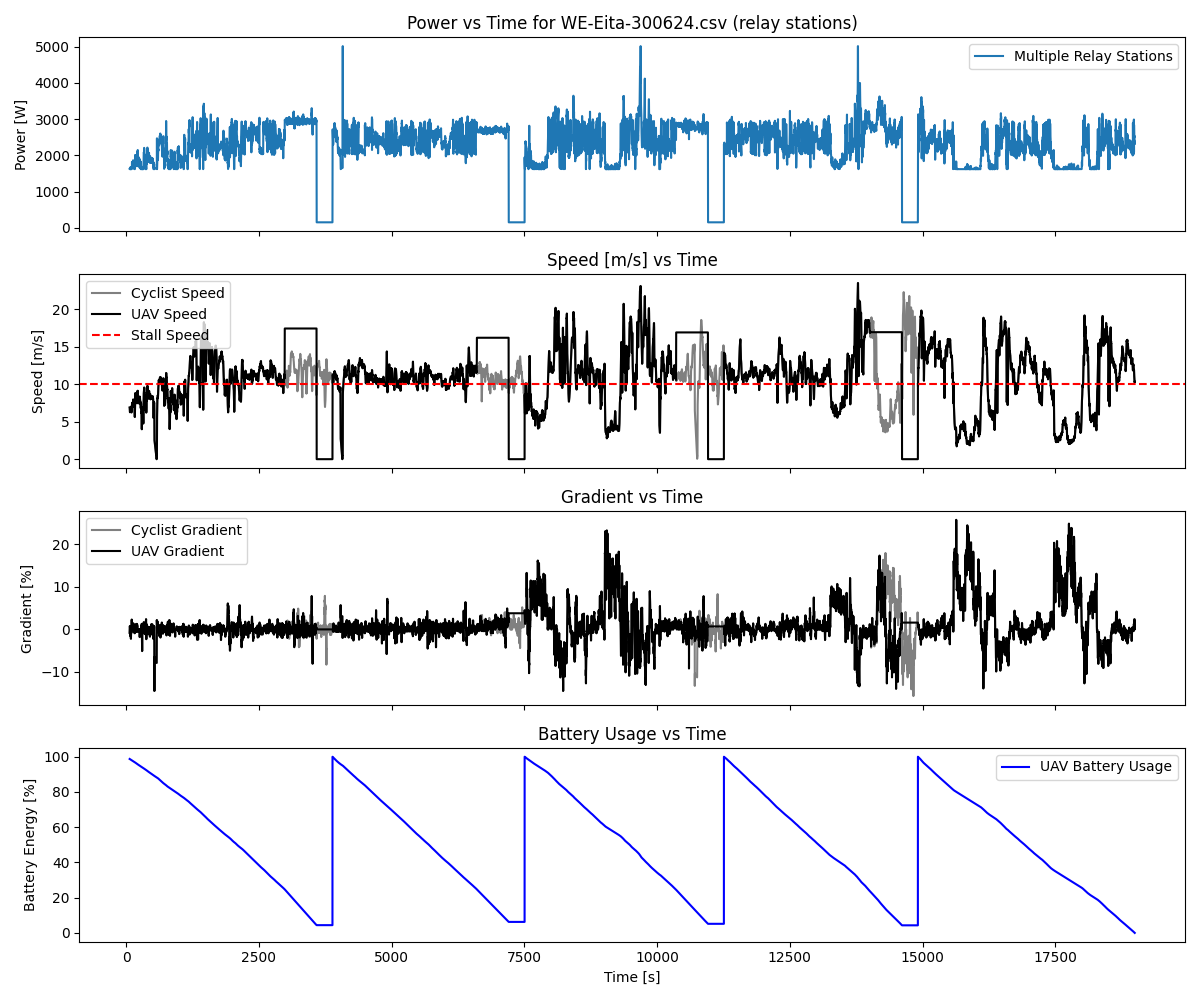 Power vs Time for WE-Eita-300624.csv (relay stations)
Power [W]
5000
4000
3000
2000
1000
0
Multiple Relay Stations
Speed [m/s] vs Time
Speed [m/s]
20
15
10
5
0
Cyclist Speed
UAV Speed
Stall Speed
Gradient vs Time
Gradient [%]
20
10
0
−10
Cyclist Gradient
UAV Gradient
Battery Usage vs Time
Battery Energy [%]
100
80
60
40
20
0
UAV Battery Usage
0 2500 5000 7500 10000 12500 15000 17500
Time [s]